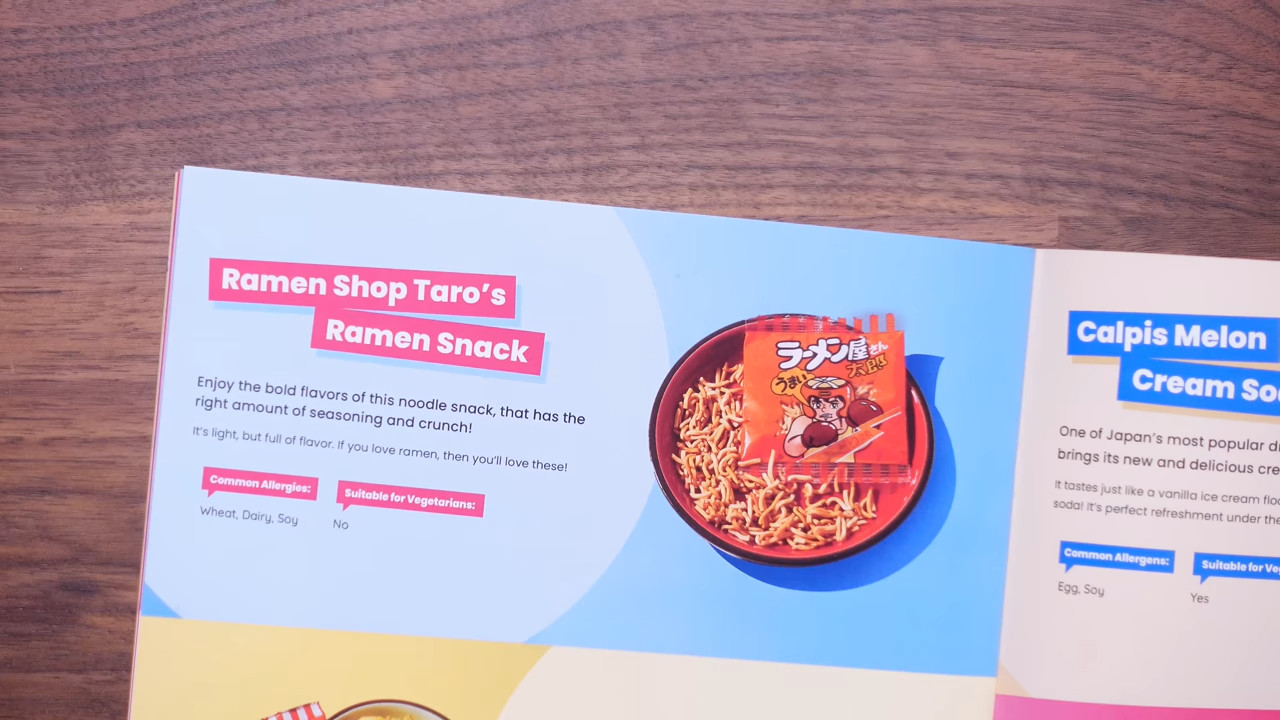 Ramen Shop Taro's
Ramen Snack
Enjoy the bold flavors of this noodle snack, that has the
right amount of seasoning and crunch!
It's light, but full of flavor. If you love ramen, then you'll love these!
Common Allergies:
Wheat, Dairy, Soy
Suitable for Vegetarians:
No
ラーメン屋さん
太郎
うまい
Calpis Melon
Cream So
One of Japan's most popular
brings its new and delicious
It tastes just like a vanilla ice cream
soda! It's perfect refreshment under the
Common Allergens:
Egg, Soy
Suitable for
Yes